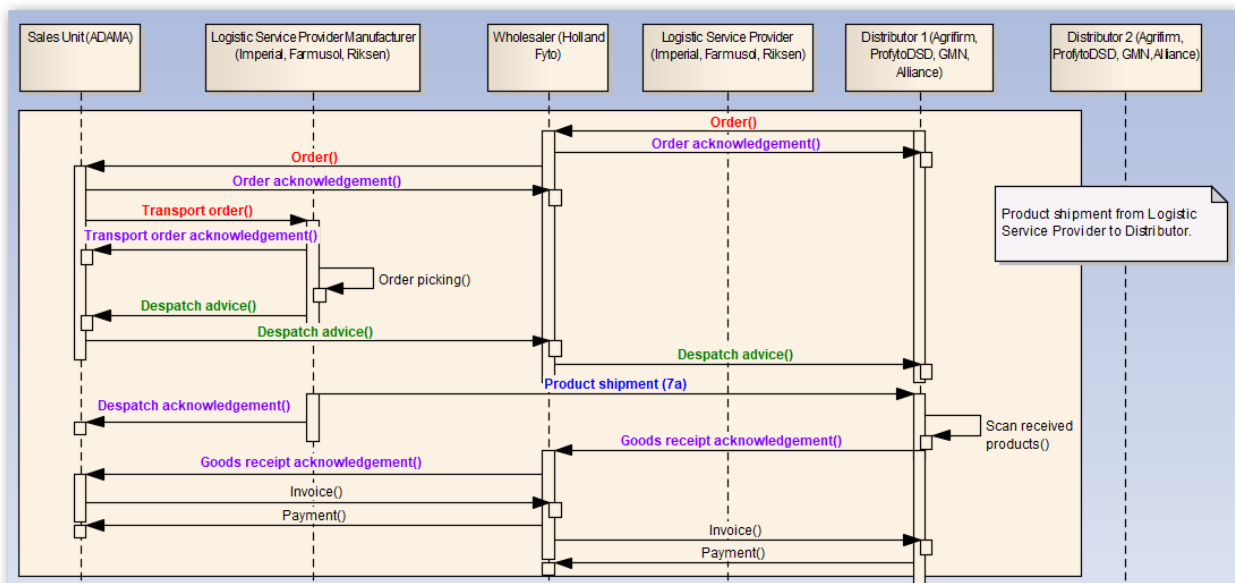 Sales Unit (ADAMA)
Logistic Service Provider Manufacturer
(Imperial, Farmusol, Riksen)
Wholesaler (Holland
Fyto)
Logistic Service Provider
(Imperial, Farmusol, Riksen)
Distributor 1 (Agrifirm,
ProfytoDSD, GMN,
Alliance)
Distributor 2 (Agrifirm,
ProfytoDSD, GMN,Alliance)
Order()
Order acknowledgement()
Order()
Order acknowledgement()
Transport order()
Product shipment from Logistic
Service Provider to Distributor.
Transport order acknowledgement()
Order picking()
Despatch advice()
Despatch advice()
Despatch advice()
Product shipment (7a)
Despatch acknowledgement()
Scan received
products()
Goods receipt acknowledgement()
Goods receipt acknowledgement()
Invoice()
Payment()
Invoice()
Payment()